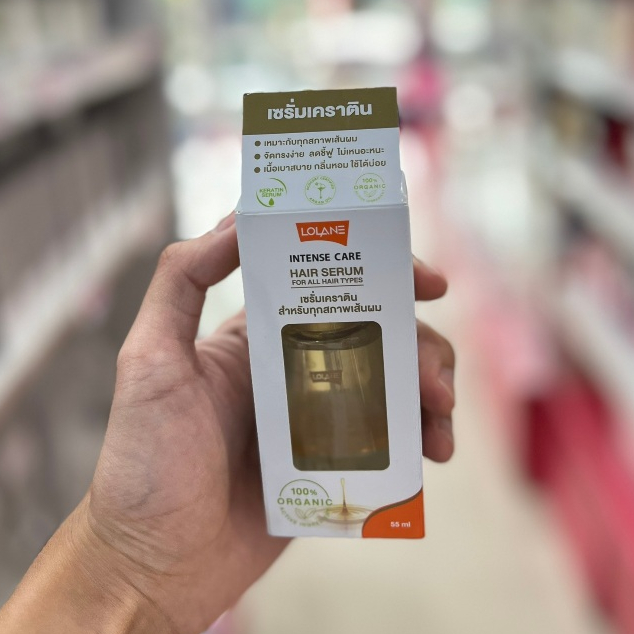 เซรั่มเคราติน
เหมาะกับทุกสภาพเส้นผม
จัดทรงง่าย ลดชี้ฟู ไม่เหนอะหนะ
เนื้อเบาสบาย กลิ่นหอม ใช้ได้บ่อย
KERATIN
SERUM
100%
ORGANIC
LOLANE
INTENSE CARE
HAIR SERUM
FOR ALL HAIR TYPES
เซรั่มเคราติน
สำหรับทุกสภาพเส้นผม
LOLANE
100%
ORGANIC
55 ml